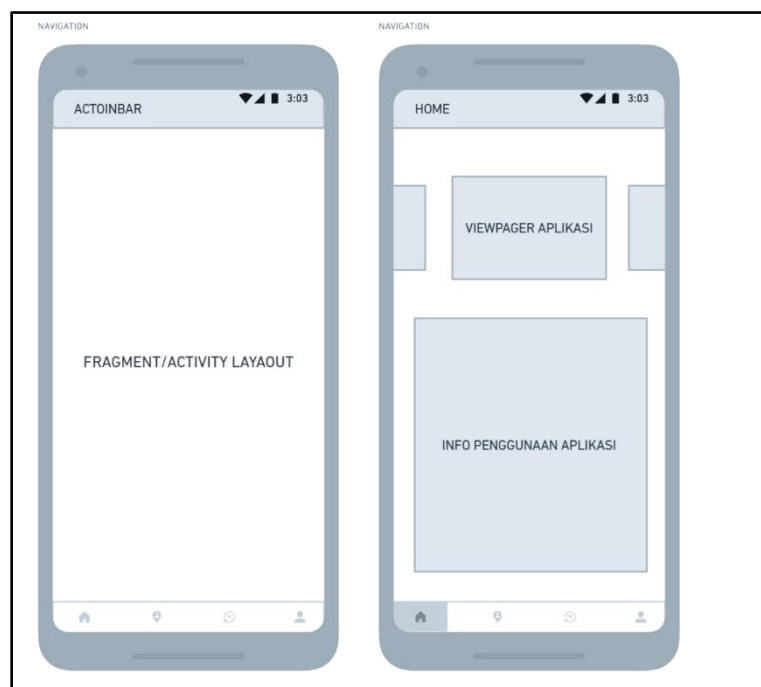 NAVIGATION
3:03
ACTOINBAR
FRAGMENT/ACTIVITY LAYAOUT
NAVIGATION
3:03
HOME
VIEWPAGER APLIKASI
INFO PENGGUNAAN APLIKASI